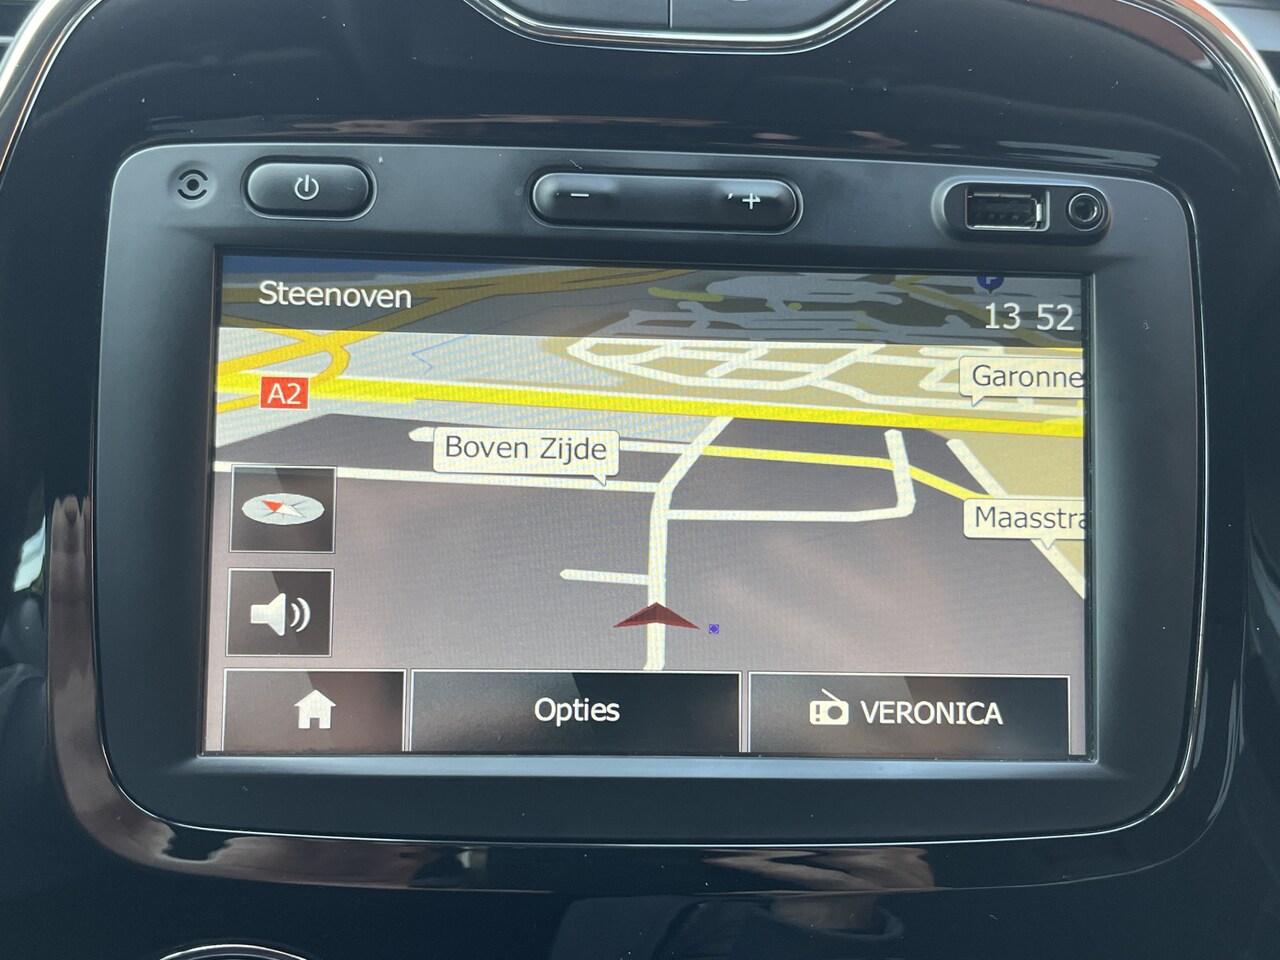 Steenoven
13 52
Garonne
A2
Boven Zijde
Maasstra
Opties
VERONICA